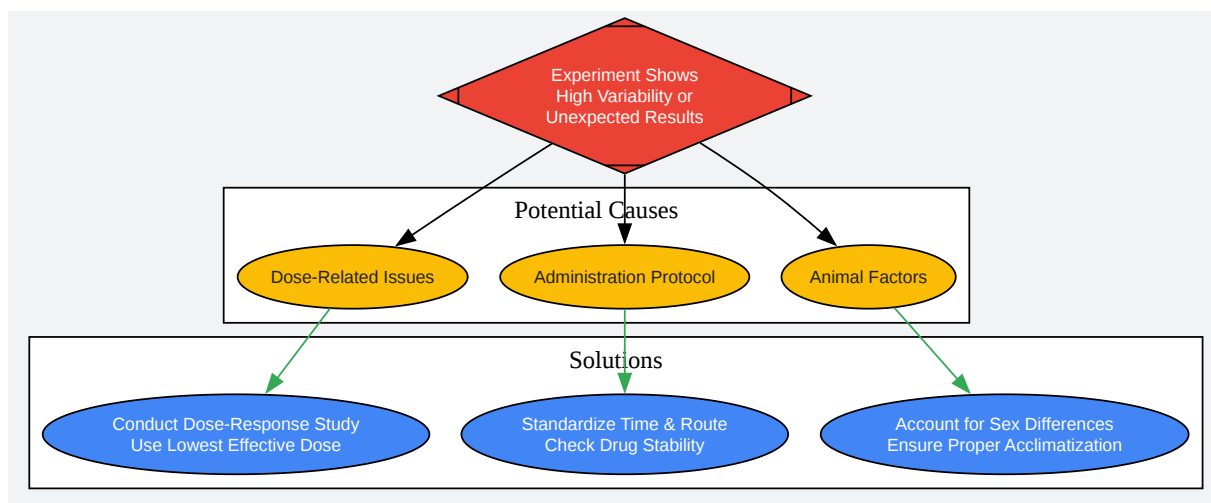 Experiment Shows
High Variability or
Unexpected Results
Potential Causes
Dose-Related Issues
Administration Protocol
Animal Factors
Solutions
Conduct Dose-Response Study
Use Lowest Effective Dose
Standardize Time & Route
Check Drug Stability
Account for Sex Differences
Ensure Proper Acclimatization